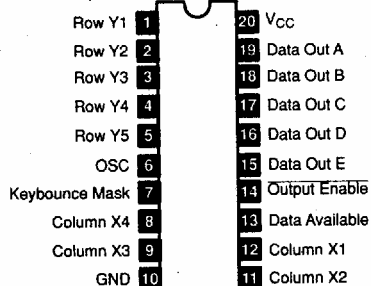 Row Y1 1 20 VCC
Row Y2 2 19 Data Out A
Row Y3 3 18 Data Out B
Row Y4 4 17 Data Out C
Row Y5 5 16 Data Out D
OSC 6 15 Data Out E
Keybounce Mask 7 14 Output Enable
Column X4 8 13 Data Available
Column X3 9 12 Column X1
GND 10 11 Column X2